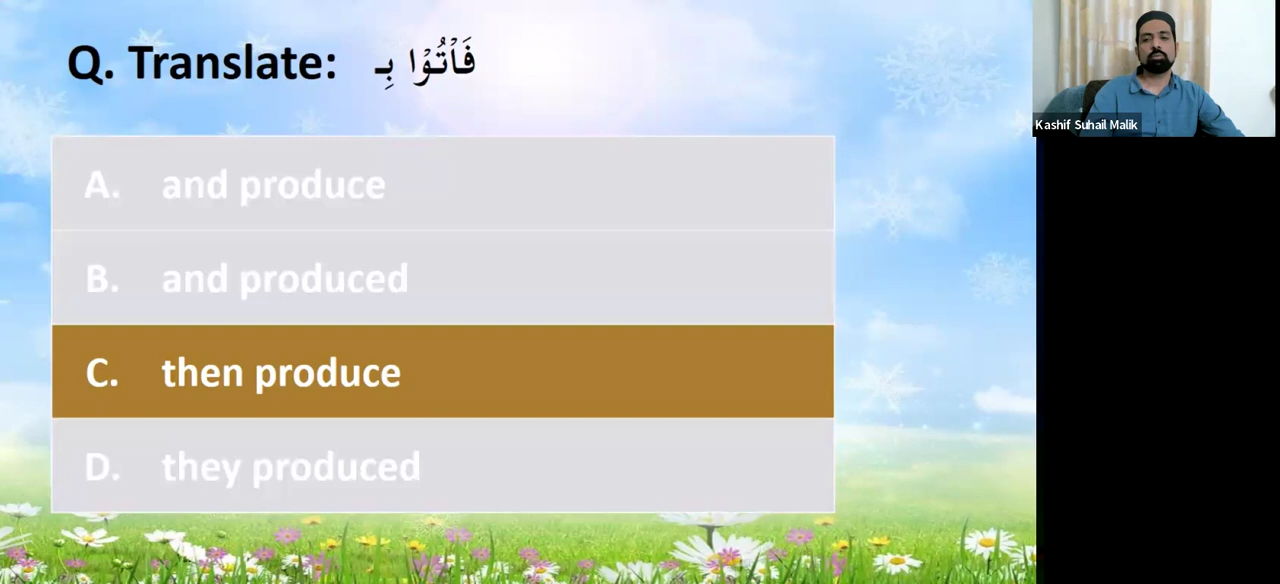 Q. Translate: فَاْتُوْا بِـ
A. and produce
B. and produced
C. then produce
D. they produced
Kashif Suhail Malik